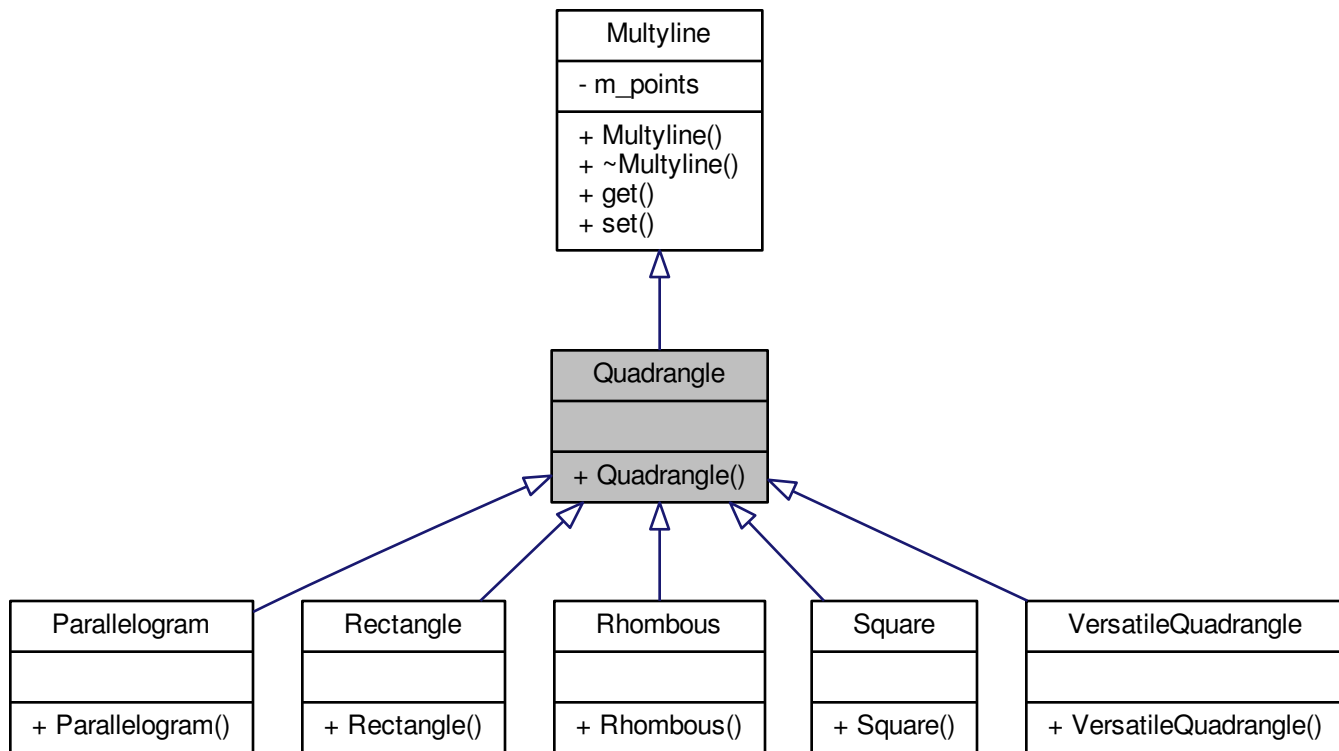 Multyline
- m_points
+ Multyline()
+ ~Multyline()
+ get()
+ set()
Quadrangle
+ Quadrangle()
Parallelogram
+ Parallelogram()
Rectangle
+ Rectangle()
Rhombous
+ Rhombous()
Square
+ Square()
VersatileQuadrangle
+ VersatileQuadrangle()